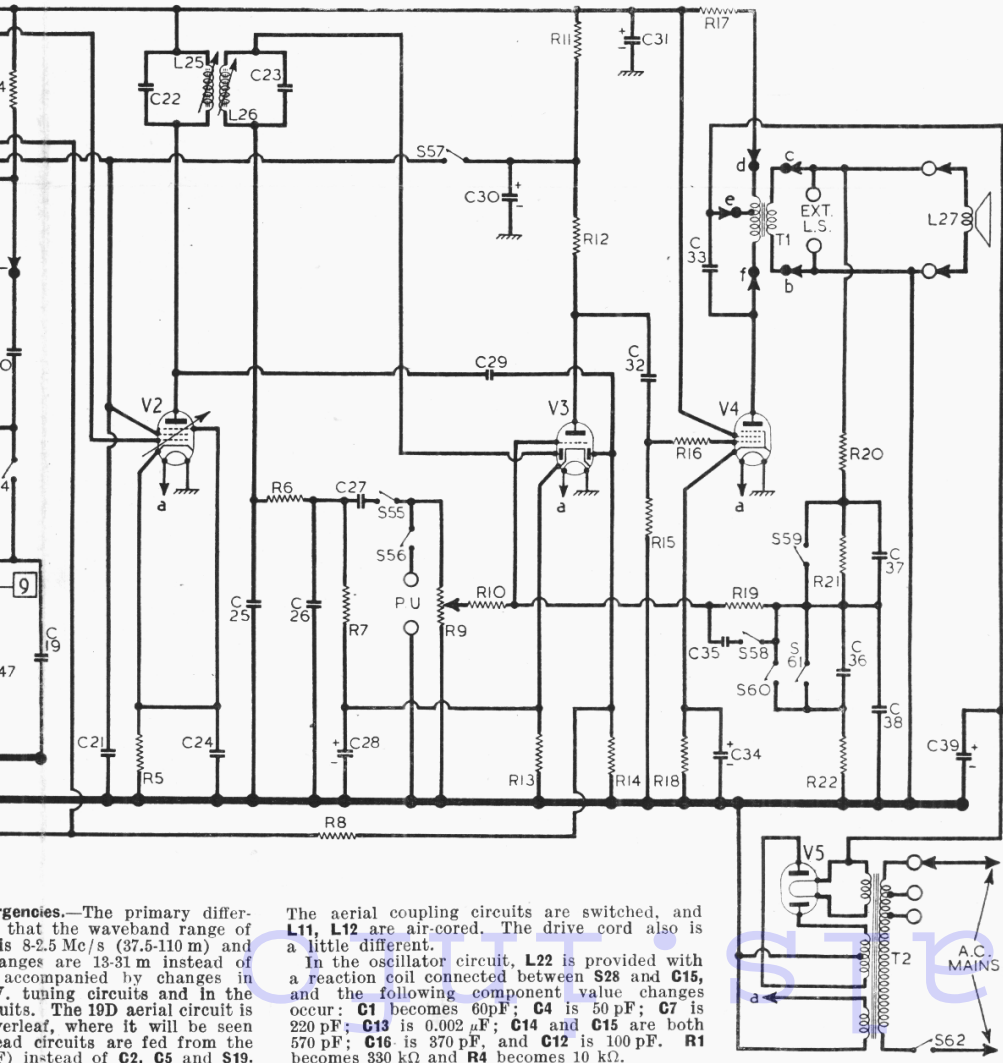 R17
R11
C31
4
L25
C23
C22
L26
S57
C30
d
c
e
EXT.
L.S.
L27
T1
R12
C
33
f
b
C29
C
32
O
V2
V3
V4
R16
R20
a
a
a
R6
C27
S55
S56
4
S59
C
37
R15
R21
9
PU
R10
R19
C
25
C
26
R7
R9
C
19
C35
S58
S
61
C
36
47
S60
C
38
C21
C24
C28
C34
C39
R5
R13
R14
R18
R22
R8
V5
T2
A.C.
MAINS
a
S62
rgencies.—The primary differ-
that the waveband range of
is 8-2.5 Mc/s (37.5-110 m) and
anges are 13-31 m instead of
accompanied by changes in
7. tuning circuits and in the
uits. The 19D aerial circuit is
verleaf, where it will be seen
ead circuits are fed from the
F) instead of C2, C5 and S19.
The aerial coupling circuits are switched, and
L11, L12 are air-cored. The drive cord also is
a little different.
In the oscillator circuit, L22 is provided with
a reaction coil connected between S28 and C15,
and the following component value changes
occur: C1 becomes 60pF; C4 is 50 pF; C7 is
220 pF; C13 is 0.002 μF; C14 and C15 are both
570 pF; C16 is 370 pF, and C12 is 100 pF. R1
becomes 330 kΩ and R4 becomes 10 kΩ.